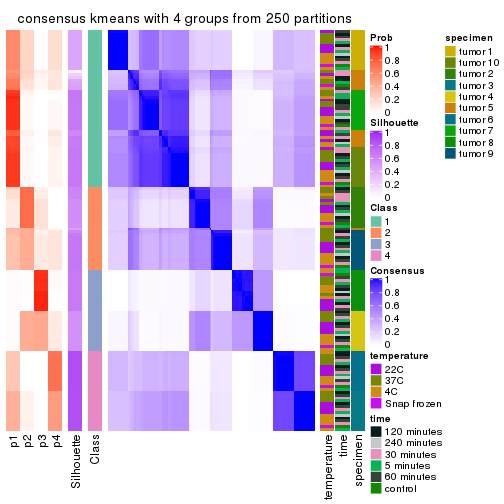 consensus kmeans with 4 groups from 250 partitions
p1
p2
p3
p4
Silhouette
Class
temperature
time
specimen
Prob
1
0.8
0.6
0.4
0.2
0
Silhouette
1
0.8
0.6
0.4
0.2
0
Class
1
2
3
4
Consensus
1
0.8
0.6
0.4
0.2
0
temperature
22C
37C
4C
Snap frozen
time
120 minutes
240 minutes
30 minutes
5 minutes
60 minutes
control
specimen
tumor 1
tumor 10
tumor 2
tumor 3
tumor 4
tumor 5
tumor 6
tumor 7
tumor 8
tumor 9